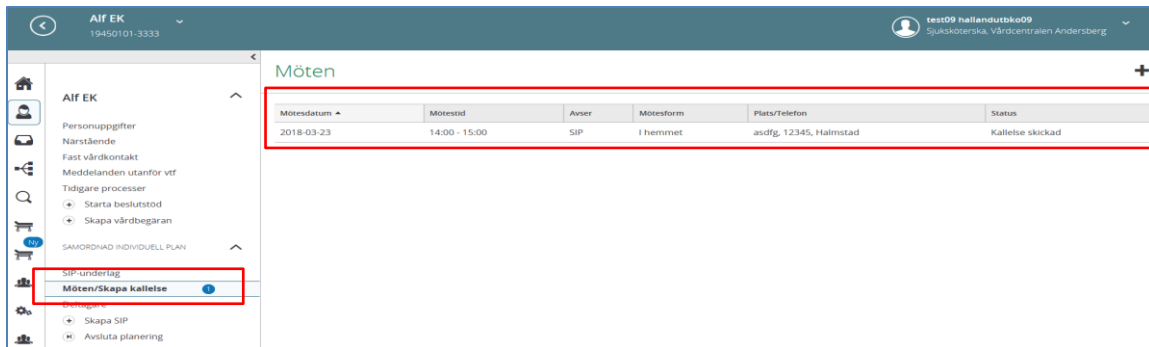 Alf EK
19450101-3333
test09 hallandutbko09
Sjuksköterska, Vårdcentralen Andersberg
Möten
Alf EK
Personuppgifter
Närstående
Fast vårdkontakt
Meddelanden utanför vtf
Tidigare processer
Starta beslutstöd
Skapa vårdbegäran
SAMORDNAD INDIVIDUELL PLAN
SIP-underlag
Möten/Skapa kallelse 1
Deltagare
Skapa SIP
Avsluta planering
Ny
Mötesdatum Mötestid Avser Mötesform Plats/Telefon Status
2018-03-23 14:00 - 15:00 SIP I hemmet asdfg, 12345, Halmstad Kallelse skickad